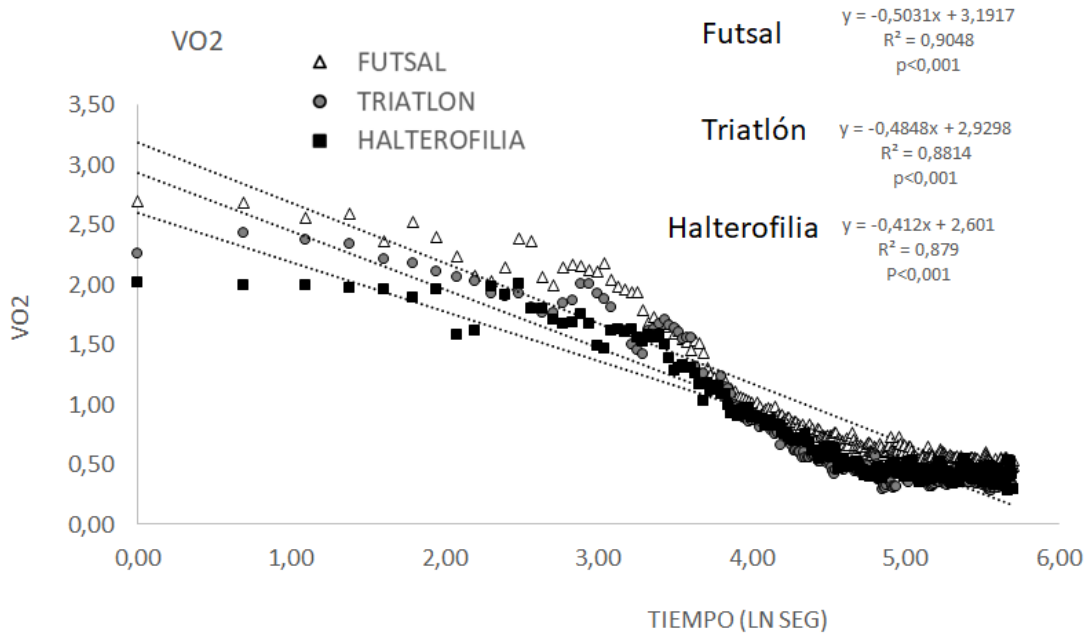 VO2
FUTSAL
TRIATLON
HALTEROFILIA
Futsal
y = -0,5031x + 3,1917
R² = 0,9048
p<0,001
Triatlón
y = -0,4848x + 2,9298
R² = 0,8814
p<0,001
Halterofilia
y = -0,412x + 2,601
R² = 0,879
P<0,001
3,50
3,00
2,50
2,00
1,50
1,00
0,50
0,00
VO2
0,00 1,00 2,00 3,00 4,00 5,00 6,00
TIEMPO (LN SEG)